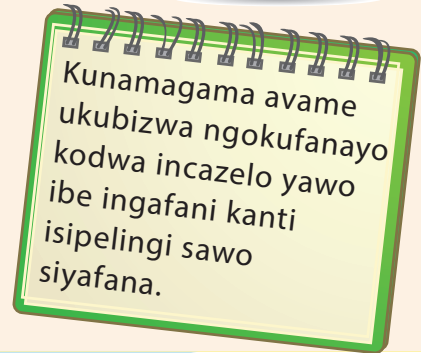 Kunamagama avame
ukubizwa ngokufanayo
kodwa incazelo yawo
ibe ingafani kanti
isipelingi sawo
siyafana.